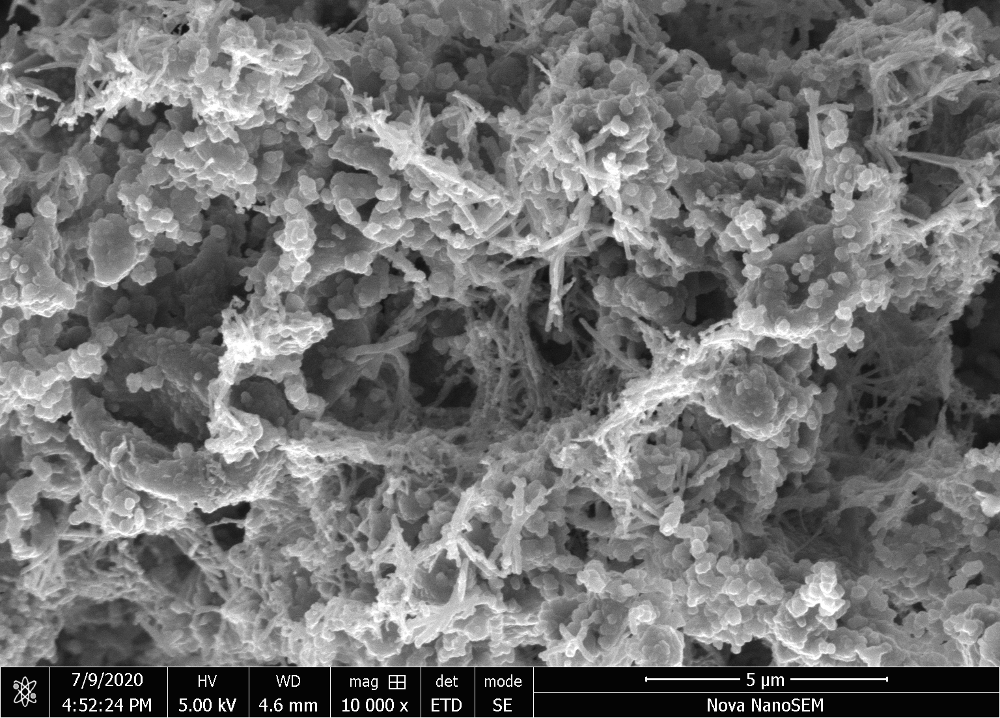 7/9/2020
4:52:24 PM
HV
5.00 kV
WD
4.6 mm
mag
10 000 x
det
ETD
mode
SE
5 µm
Nova NanoSEM